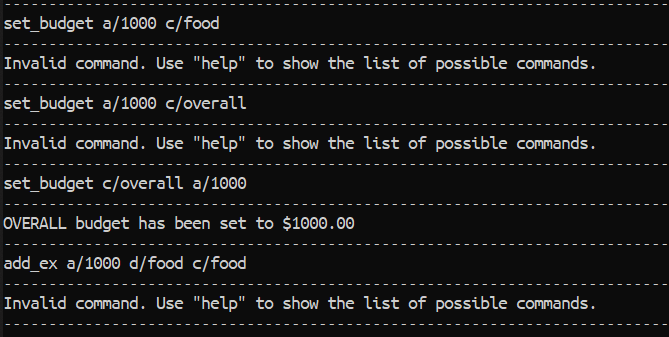 set_budget a/1000 c/food
Invalid command. Use "help" to show the list of possible commands.
set_budget a/1000 c/overall
Invalid command. Use "help" to show the list of possible commands.
set_budget c/overall a/1000
OVERALL budget has been set to $1000.00
add_ex a/1000 d/food c/food
Invalid command. Use "help" to show the list of possible commands.